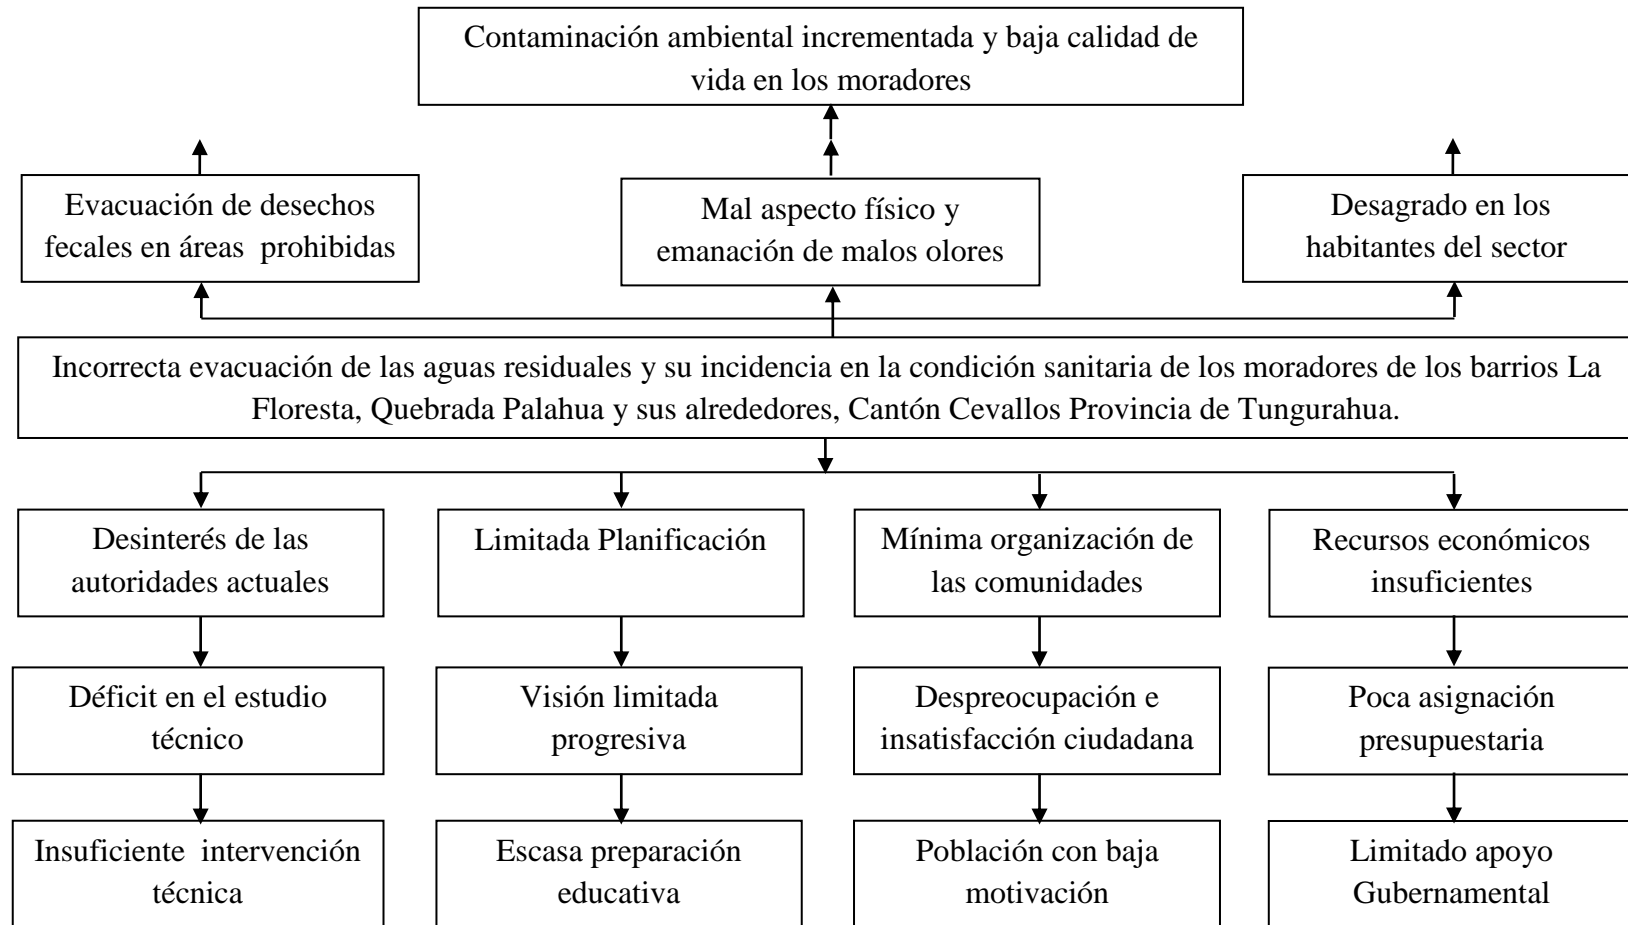 Contaminación ambiental incrementada y baja calidad de
vida en los moradores
Evacuación de desechos
fecales en áreas  prohibidas
Mal aspecto físico y
emanación de malos olores
Desagrado en los
habitantes del sector
Incorrecta evacuación de las aguas residuales y su incidencia en la condición sanitaria de los moradores de los barrios La
Floresta, Quebrada Palahua y sus alrededores, Cantón Cevallos Provincia de Tungurahua.
Desinterés de las
autoridades actuales
Limitada Planificación
Mínima organización de
las comunidades
Recursos económicos
insuficientes
Déficit en el estudio
técnico
Visión limitada
progresiva
Despreocupación e
insatisfacción ciudadana
Poca asignación
presupuestaria
Insuficiente  intervención
técnica
Escasa preparación
educativa
Población con baja
motivación
Limitado apoyo
Gubernamental